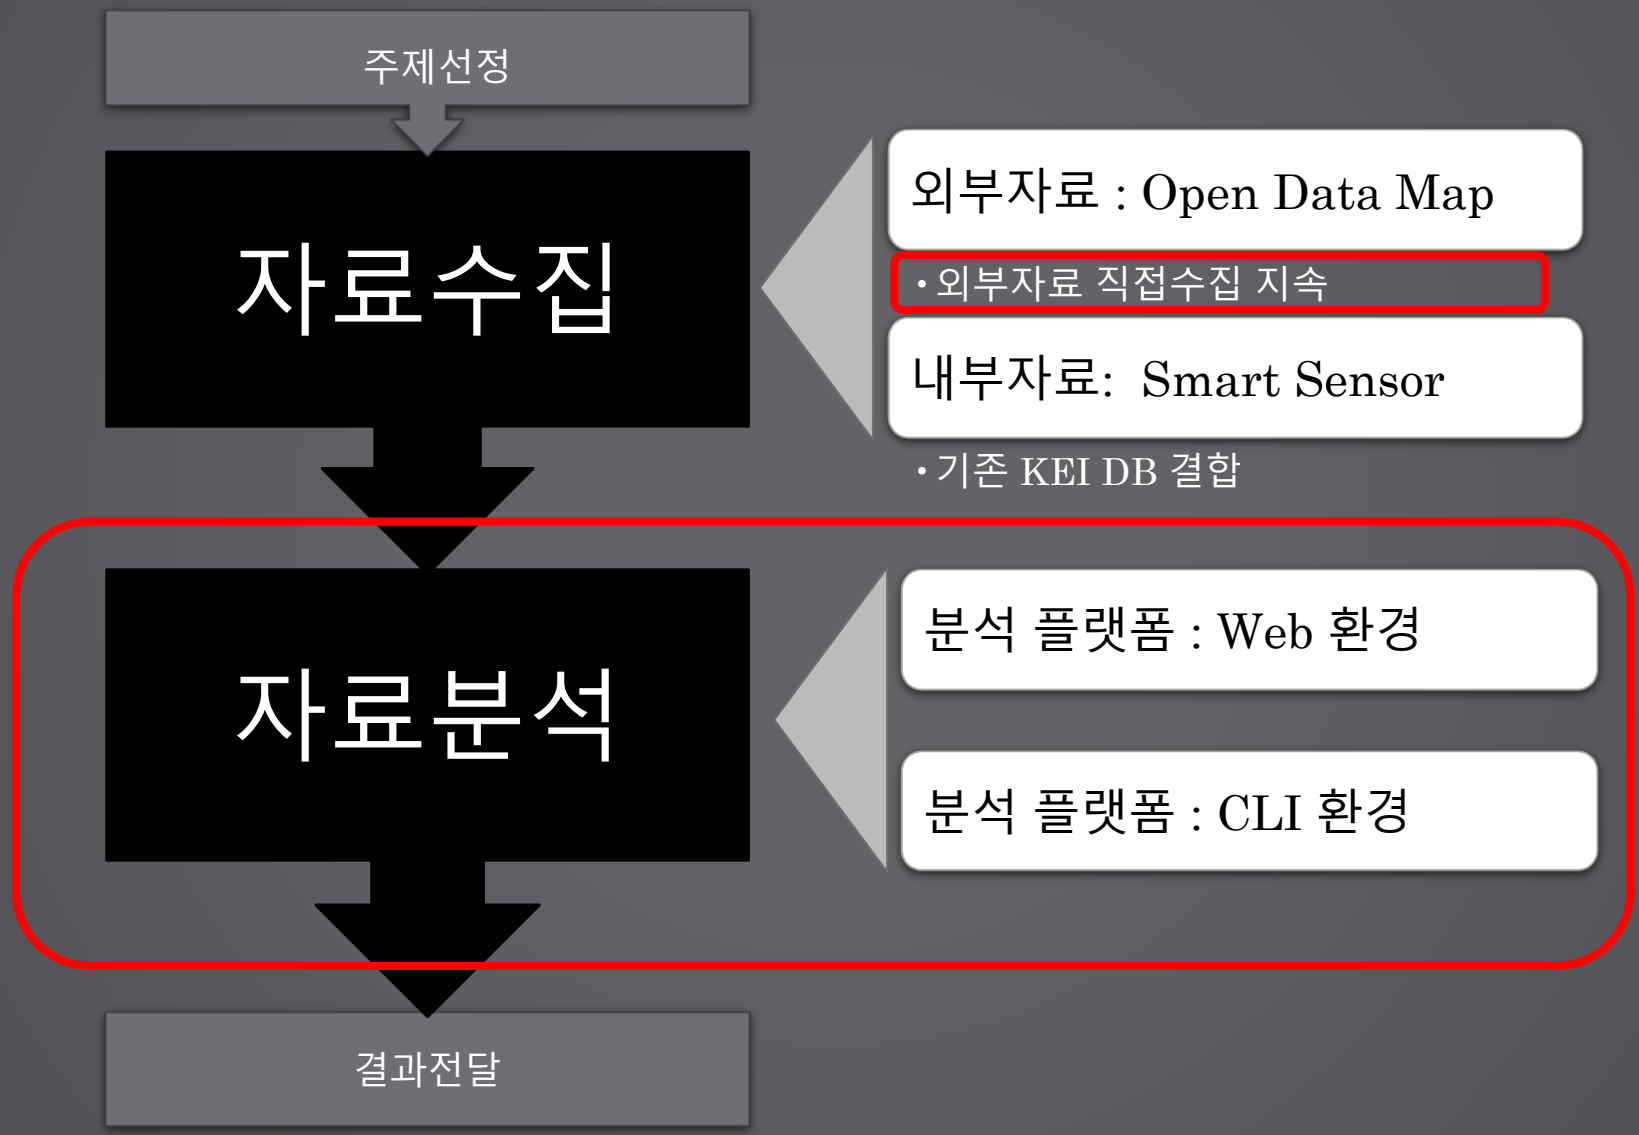 주제선정
자료수집
외부자료 : Open Data Map
•외부자료 직접수집 지속
내부자료:  Smart Sensor
•기존 KEI DB 결합
자료분석
분석 플랫폼 : Web 환경
분석 플랫폼 : CLI 환경
결과전달